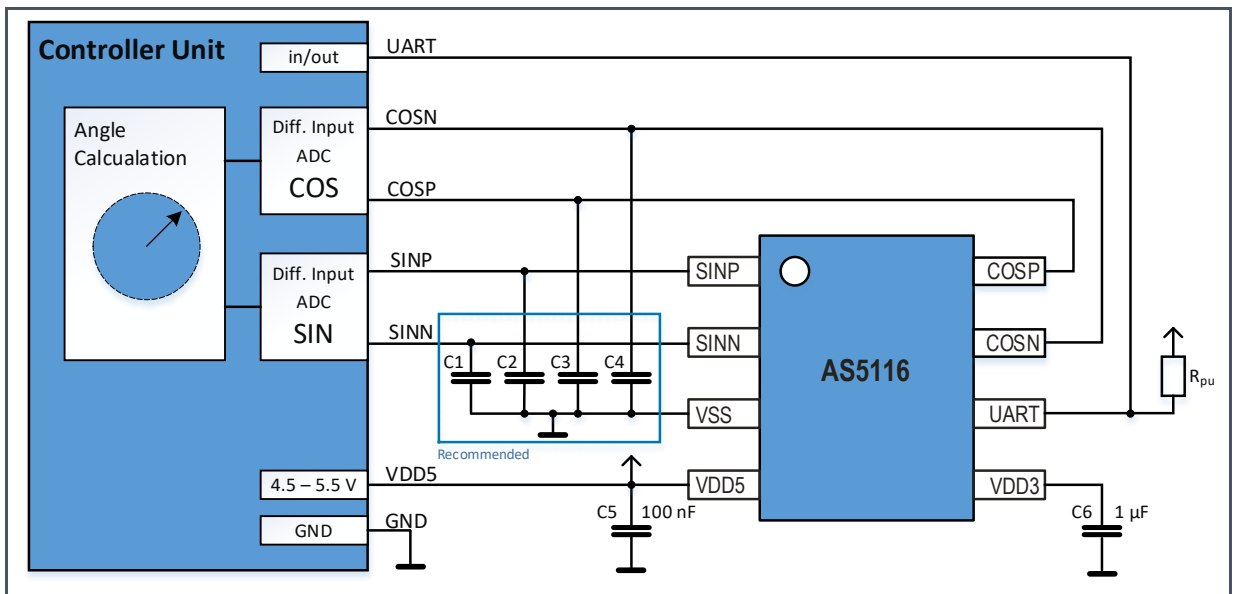 Controller Unit
in/out
UART
Angle
Calcualation
Diff. Input
ADC
COS
COSN
COSP
Diff. Input
ADC
SIN
SINP
SINN
C1
C2
C3
C4
Recommended
4.5 – 5.5 V
VDD5
GND
GND
C5
100 nF
SINP
SINN
VSS
VDD5
AS5116
COSP
COSN
UART
VDD3
Rpu
C6
1 µF